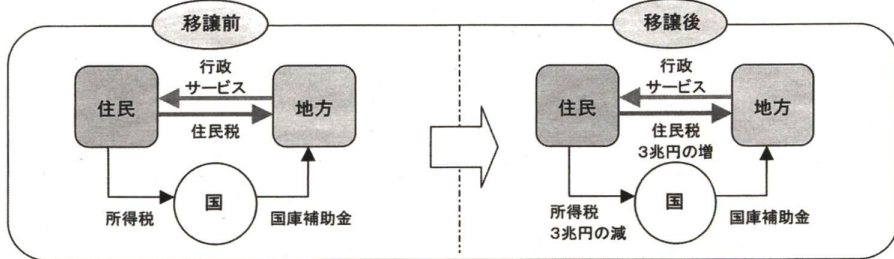 移譲前
行政
サービス
住民
地方
住民税
所得税
国
国庫補助金
移譲後
行政
サービス
住民
地方
住民税
3兆円の増
国
所得税
3兆円の減
国庫補助金